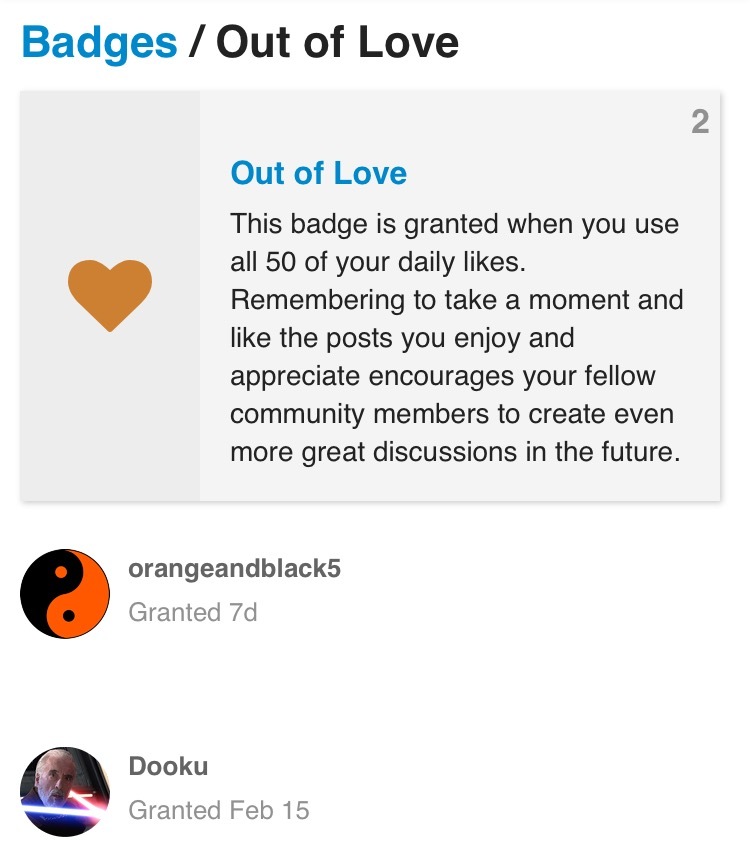 Badges / Out of Love
2
Out of Love
This badge is granted when you use
all 50 of your daily likes.
Remembering to take a moment and
like the posts you enjoy and
appreciate encourages your fellow
community members to create even
more great discussions in the future.
orangeandblack5
Granted 7d
Dooku
Granted Feb 15